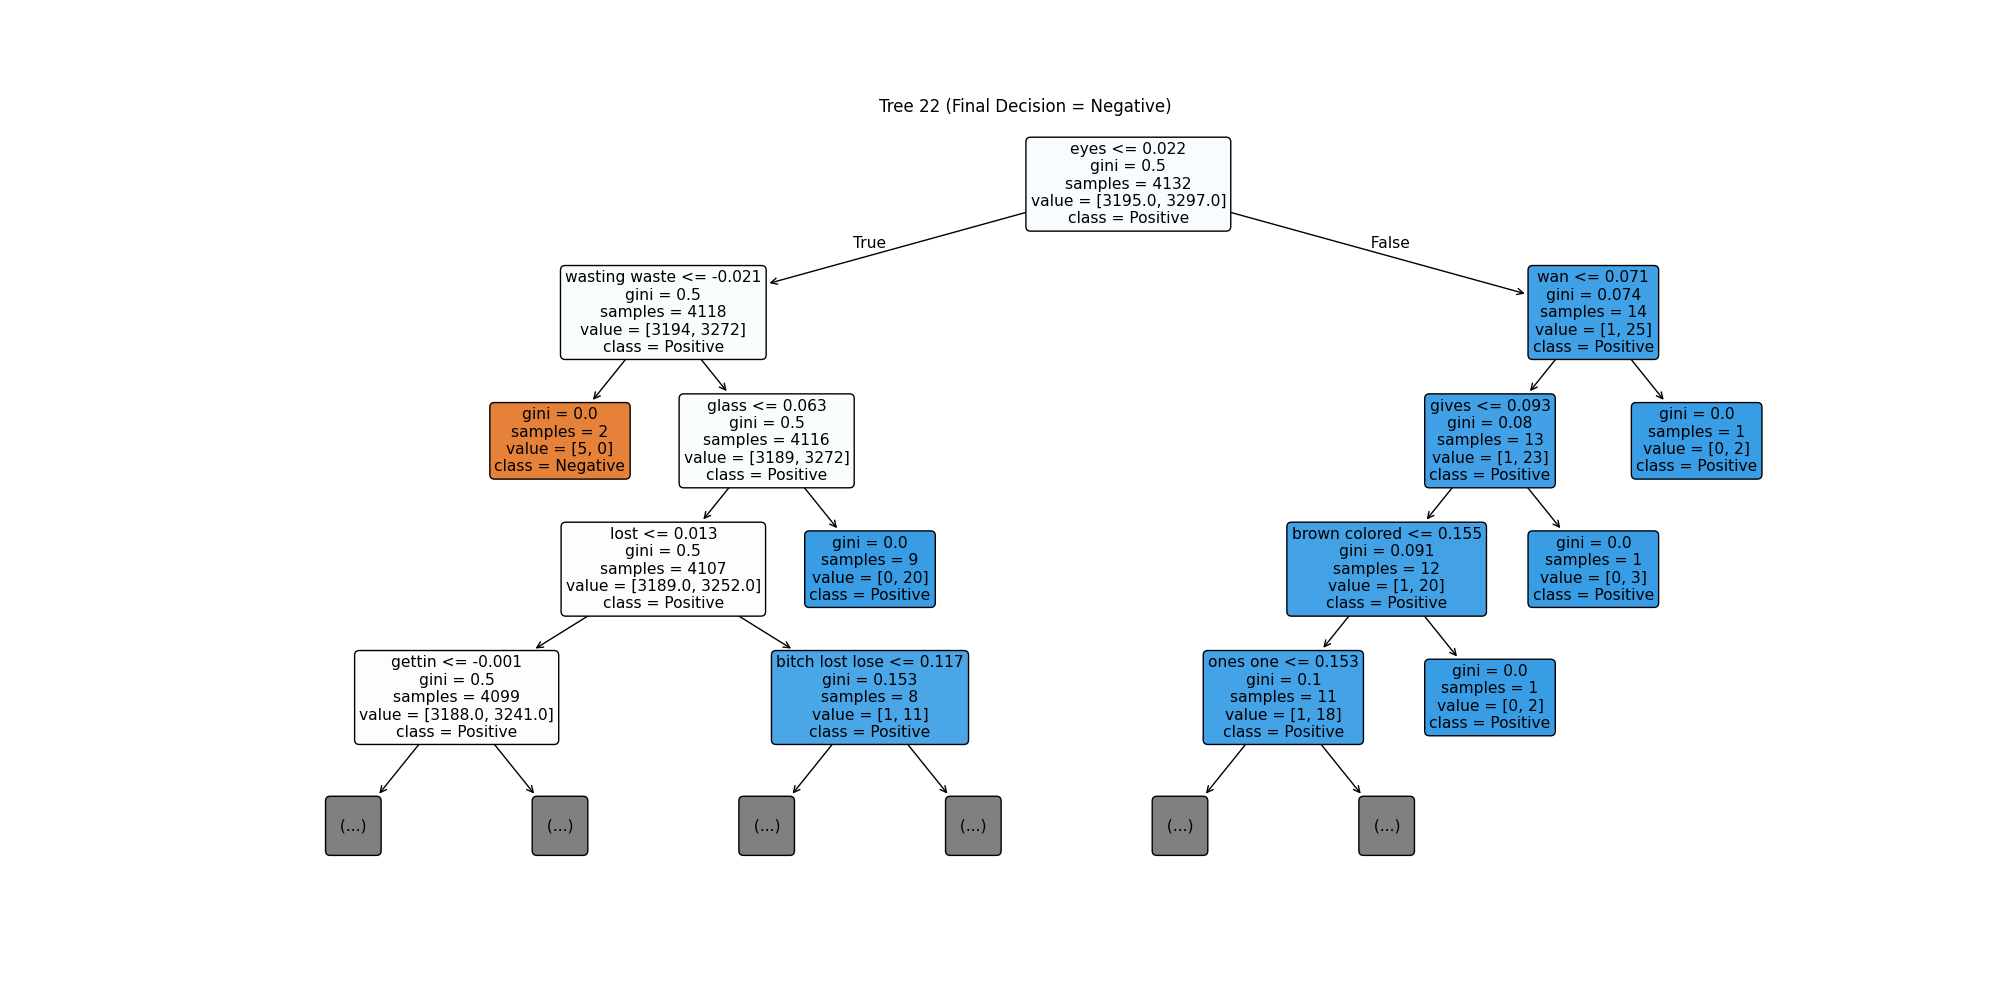 Tree 22 (Final Decision = Negative)
eyes <= 0.022
gini = 0.5
samples = 4132
value = [3195.0, 3297.0]
class = Positive
True
False
wasting waste <= -0.021
gini = 0.5
samples = 4118
value = [3194, 3272]
class = Positive
wan <= 0.071
gini = 0.074
samples = 14
value = [1, 25]
class = Positive
gini = 0.0
samples = 2
value = [5, 0]
class = Negative
glass <= 0.063
gini = 0.5
samples = 4116
value = [3189, 3272]
class = Positive
gives <= 0.093
gini = 0.08
samples = 13
value = [1, 23]
class = Positive
gini = 0.0
samples = 1
value = [0, 2]
class = Positive
lost <= 0.013
gini = 0.5
samples = 4107
value = [3189.0, 3252.0]
class = Positive
gini = 0.0
samples = 9
value = [0, 20]
class = Positive
brown colored <= 0.155
gini = 0.091
samples = 12
value = [1, 20]
class = Positive
gini = 0.0
samples = 1
value = [0, 3]
class = Positive
gettin <= -0.001
gini = 0.5
samples = 4099
value = [3188.0, 3241.0]
class = Positive
bitch lost lose <= 0.117
gini = 0.153
samples = 8
value = [1, 11]
class = Positive
ones one <= 0.153
gini = 0.1
samples = 11
value = [1, 18]
class = Positive
gini = 0.0
samples = 1
value = [0, 2]
class = Positive
(...)
(...)
(...)
(...)
(...)
(...)